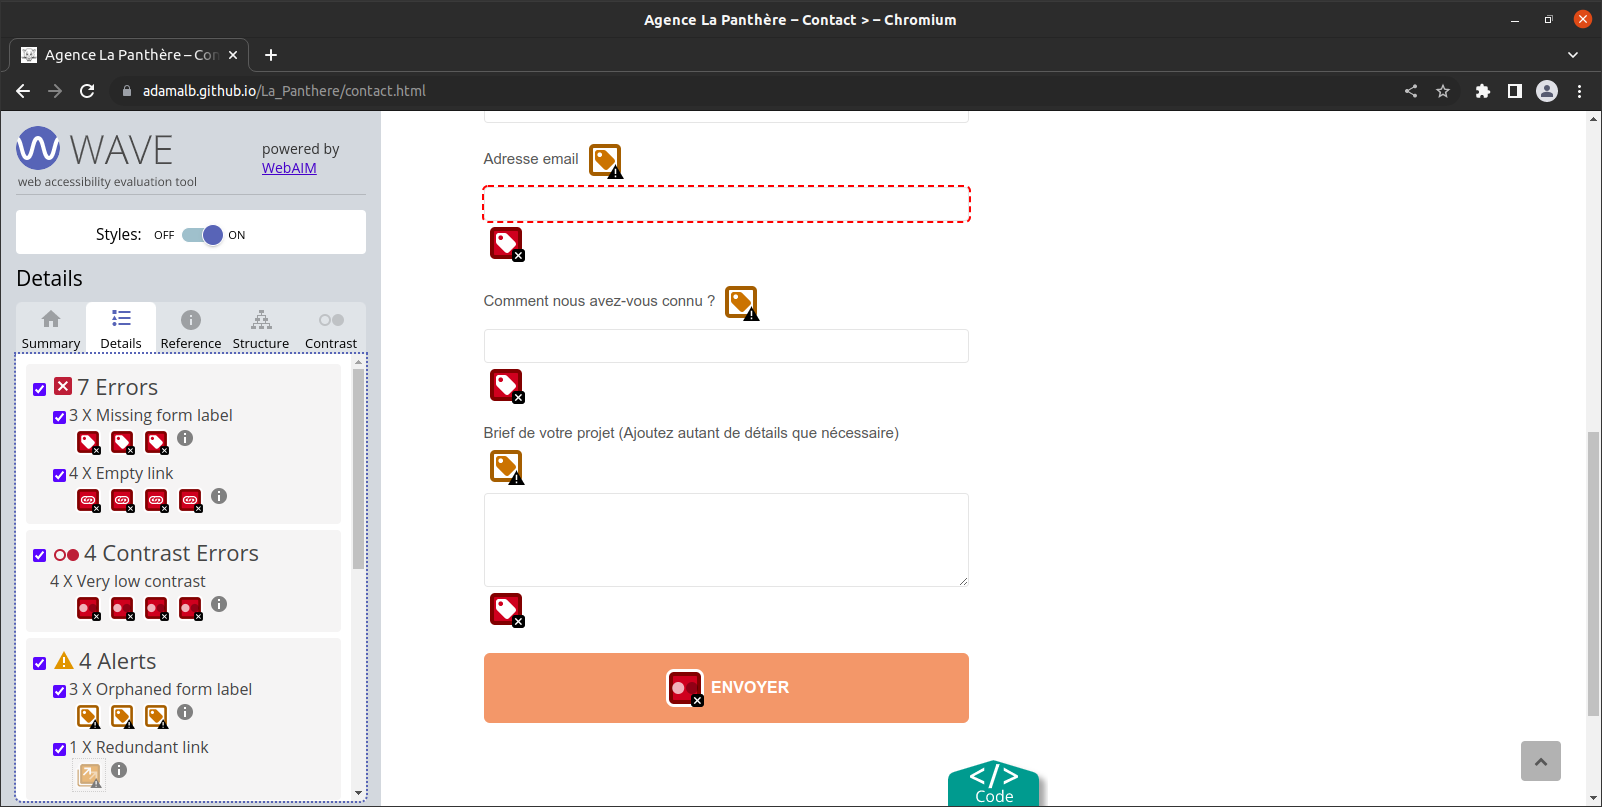 Agence La Panthère – Contact > – Chromium
Agence La Panthère – Con
adamalb.github.io/La_Panthere/contact.html
WAVE
powered by
WebAIM
web accessibility evaluation tool
Styles: OFF ON
Details
Summary Details Reference Structure Contrast
7 Errors
3 X Missing form label
4 X Empty link
4 Contrast Errors
4 X Very low contrast
4 Alerts
3 X Orphaned form label
1 X Redundant link
Adresse email
Comment nous avez-vous connu ?
Brief de votre projet (Ajoutez autant de détails que nécessaire)
ENVOYER
</>
Code